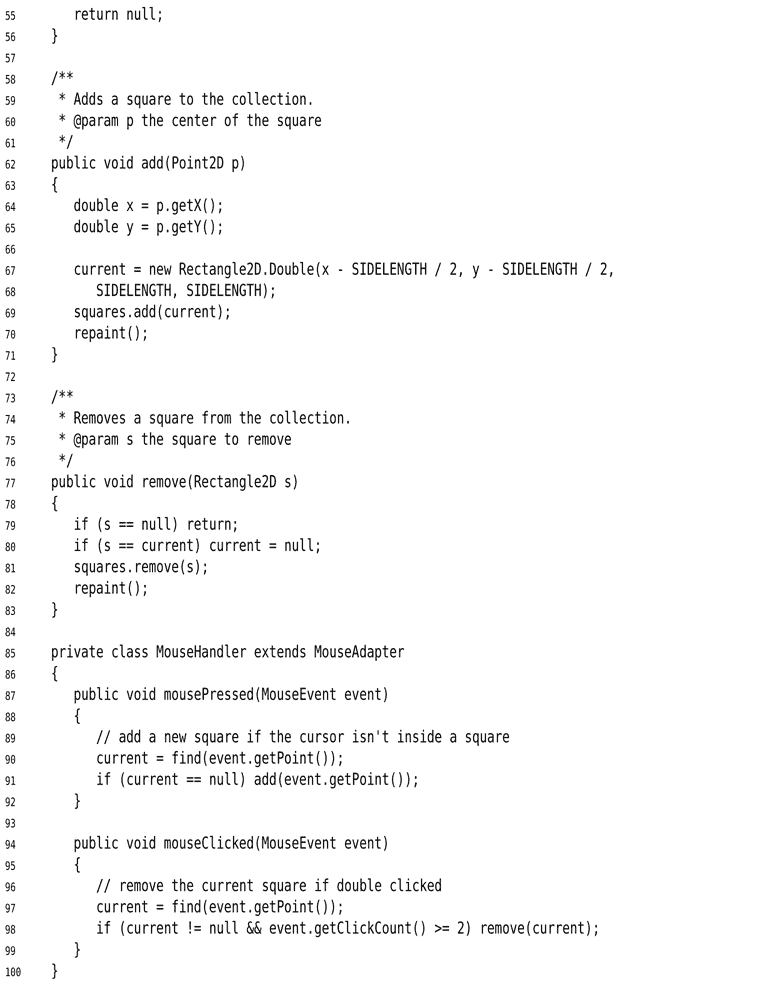 55        return null;
56     }
57
58     /**
59      * Adds a square to the collection.
60      * @param p the center of the square
61      */
62     public void add(Point2D p)
63     {
64        double x = p.getX();
65        double y = p.getY();
66
67        current = new Rectangle2D.Double(x - SIDELENGTH / 2, y - SIDELENGTH / 2,
68           SIDELENGTH, SIDELENGTH);
69        squares.add(current);
70        repaint();
71     }
72
73     /**
74      * Removes a square from the collection.
75      * @param s the square to remove
76      */
77     public void remove(Rectangle2D s)
78     {
79        if (s == null) return;
80        if (s == current) current = null;
81        squares.remove(s);
82        repaint();
83     }
84
85     private class MouseHandler extends MouseAdapter
86     {
87        public void mousePressed(MouseEvent event)
88        {
89           // add a new square if the cursor isn't inside a square
90           current = find(event.getPoint());
91           if (current == null) add(event.getPoint());
92        }
93
94        public void mouseClicked(MouseEvent event)
95        {
96           // remove the current square if double clicked
97           current = find(event.getPoint());
98           if (current != null && event.getClickCount() >= 2) remove(current);
99        }
100    }